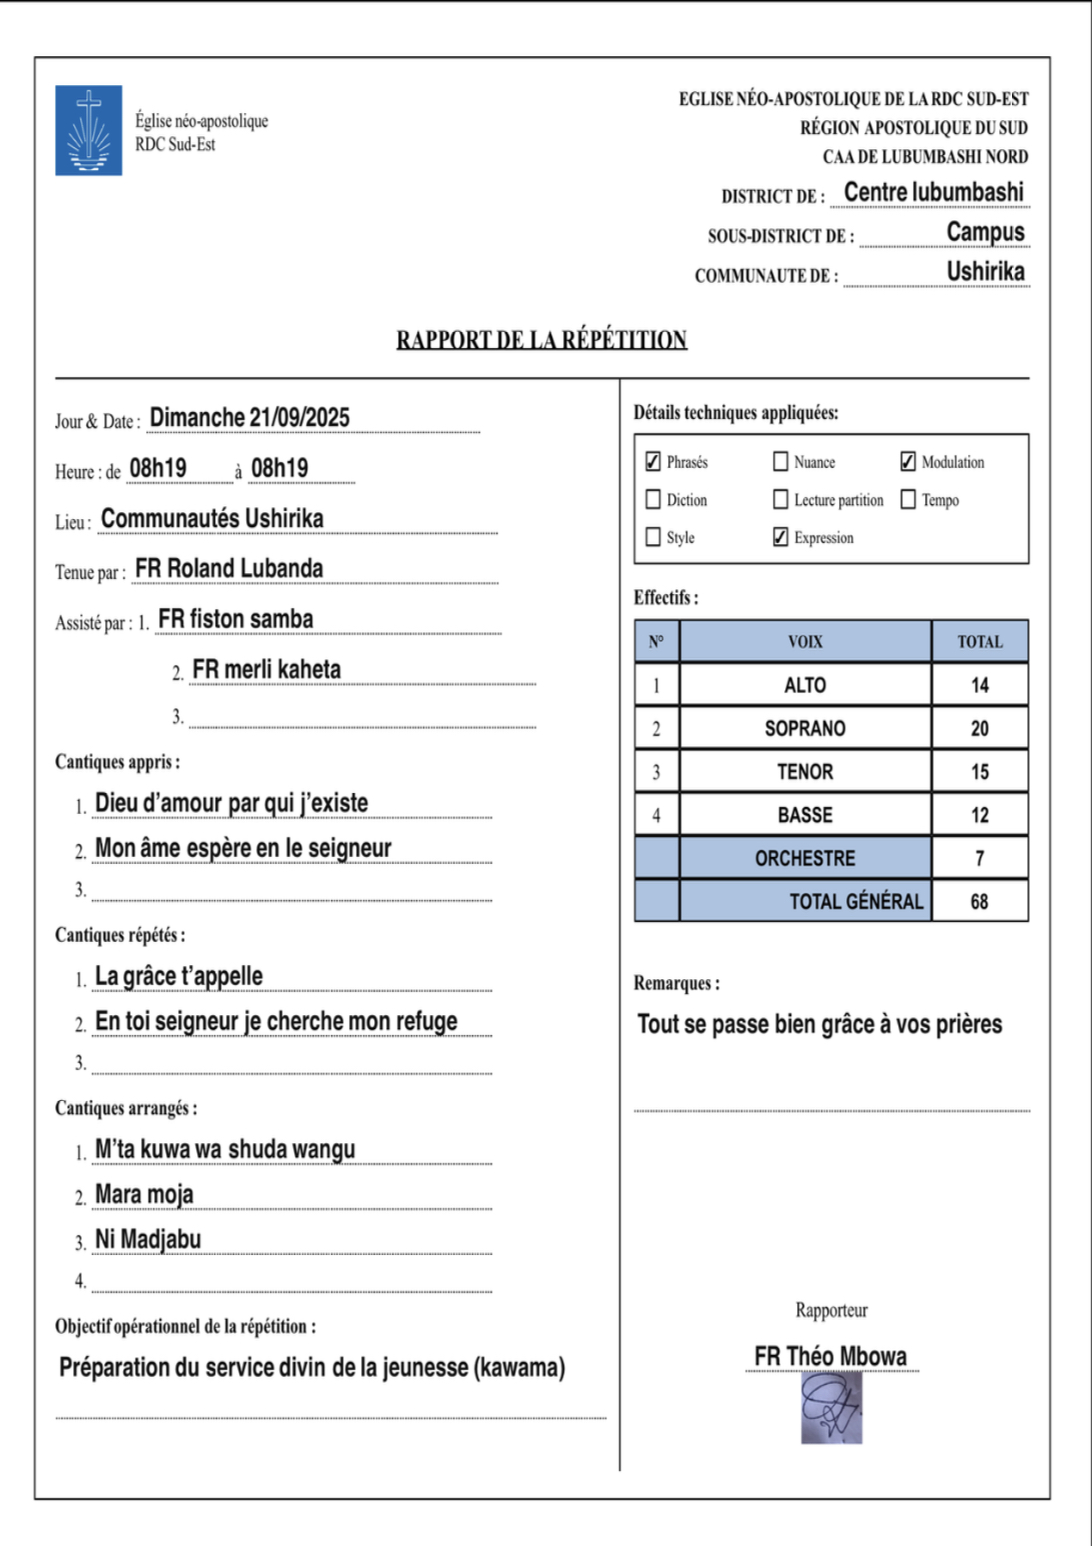 Église néo-apostolique
RDC Sud-Est
EGLISE NÉO-APOSTOLIQUE DE LA RDC SUD-EST
RÉGION APOSTOLIQUE DU SUD
CAA DE LUBUMBASHI NORD
DISTRICT DE : Centre lubumbashi
SOUS-DISTRICT DE : Campus
COMMUNAUTE DE : Ushirika
RAPPORT DE LA RÉPÉTITION
Jour & Date : Dimanche 21/09/2025
Heure : de 08h19 à 08h19
Lieu : Communautés Ushirika
Tenue par : FR Roland Lubanda
Assisté par : 1. FR fiston samba
2. FR merli kaheta
3.
Cantiques appris :
1. Dieu d’amour par qui j’existe
2. Mon âme espère en le seigneur
3.
Cantiques répétés :
1. La grâce t’appelle
2. En toi seigneur je cherche mon refuge
3.
Cantiques arrangés :
1. M’ta kuwa wa shuda wangu
2. Mara moja
3. Ni Madjabu
4.
Objectif opérationnel de la répétition :
Préparation du service divin de la jeunesse (kawama)
Détails techniques appliquées:
☑ Phrasés ☐ Nuance ☑ Modulation
☐ Diction ☐ Lecture partition ☐ Tempo
☐ Style ☑ Expression
Effectifs :
N° VOIX TOTAL
1 ALTO 14
2 SOPRANO 20
3 TENOR 15
4 BASSE 12
ORCHESTRE 7
TOTAL GÉNÉRAL 68
Remarques :
Tout se passe bien grâce à vos prières
Rapporteur
FR Théo Mbowa